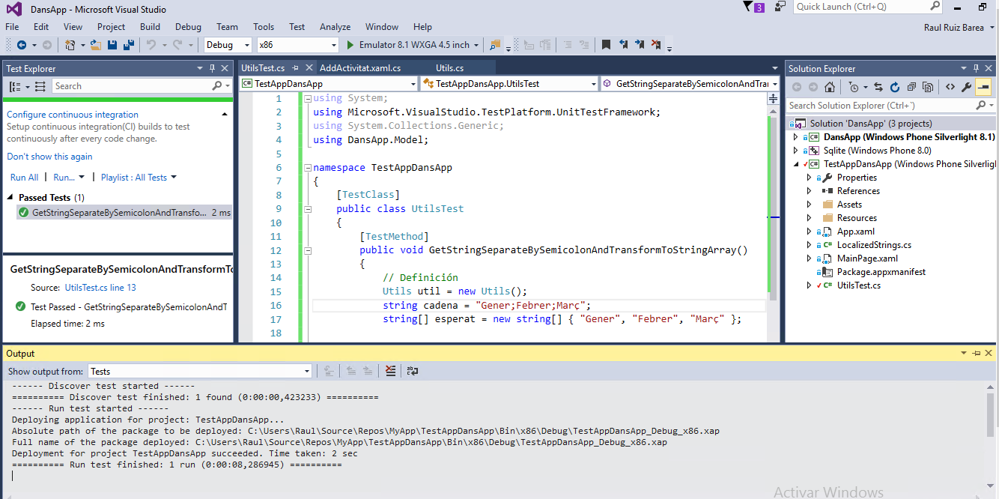 DansApp - Microsoft Visual Studio
3
Quick Launch (Ctrl+Q)
File Edit View Project Build Debug Team Tools Test Analyze Window Help
Raul Ruiz Barea
Debug x86 Emulator 8.1 WXGA 4.5 inch
Test Explorer
Search
Configure continuous integration
Setup continuous integration(CI) builds to test
continuously after every code change.
Don't show this again
Run All | Run... | Playlist : All Tests
Passed Tests (1)
GetStringSeparateBySemicolonAndTransfo... 2 ms
GetStringSeparateBySemicolonAndTransformTo
Source: UtilsTest.cs line 13
Test Passed - GetStringSeparateBySemicolonAndT
Elapsed time: 2 ms
UtilsTest.cs AddActivitat.xaml.cs Utils.cs
TestAppDansApp TestAppDansApp.UtilsTest GetStringSeparateBySemicolonAndTran
1 using System;
2 using Microsoft.VisualStudio.TestPlatform.UnitTestFramework;
3 using System.Collections.Generic;
4 using DansApp.Model;
5
6 namespace TestAppDansApp
7 {
8 [TestClass]
9 public class UtilsTest
10 {
11 [TestMethod]
12 public void GetStringSeparateBySemicolonAndTransformToStringArray()
13 {
14 // Definición
15 Utils util = new Utils();
16 string cadena = "Gener;Febrer;Març";
17 string[] esperat = new string[] { "Gener", "Febrer", "Març" };
18
Solution Explorer
Search Solution Explorer (Ctrl+`)
Solution 'DansApp' (3 projects)
DansApp (Windows Phone Silverlight 8.1)
Sqlite (Windows Phone 8.0)
TestAppDansApp (Windows Phone Silverligh
Properties
References
Assets
Resources
App.xaml
LocalizedStrings.cs
MainPage.xaml
Package.appxmanifest
UtilsTest.cs
Output
Show output from: Tests
------ Discover test started ------
========== Discover test finished: 1 found (0:00:00,423233) ==========
------ Run test started ------
Deploying application for project: TestAppDansApp...
Absolute path of the package to be deployed: C:\Users\Raul\Source\Repos\MyApp\TestAppDansApp\Bin\x86\Debug\TestAppDansApp_Debug_x86.xap
Full name of the package deployed: C:\Users\Raul\Source\Repos\MyApp\TestAppDansApp\Bin\x86\Debug\TestAppDansApp_Debug_x86.xap
Deployment for project TestAppDansApp succeeded. Time taken: 2 sec
========== Run test finished: 1 run (0:00:08,286945) ==========
Activar Windows